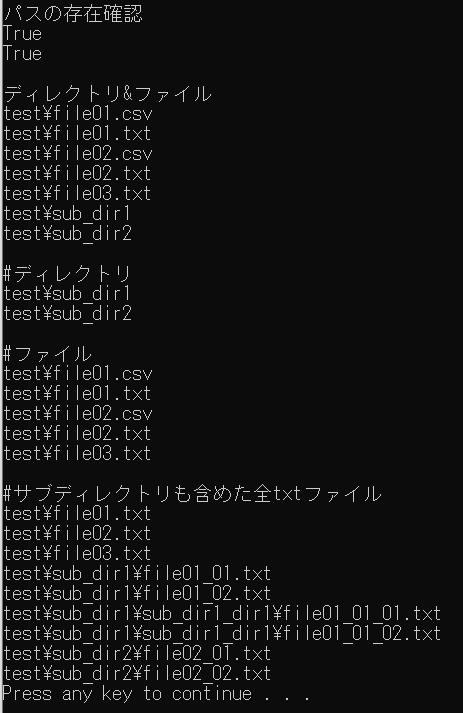 パスの存在確認
True
True
ディレクトリ&ファイル
test¥file01.csv
test¥file01.txt
test¥file02.csv
test¥file02.txt
test¥file03.txt
test¥sub_dir1
test¥sub_dir2
#ディレクトリ
test¥sub_dir1
test¥sub_dir2
#ファイル
test¥file01.csv
test¥file01.txt
test¥file02.csv
test¥file02.txt
test¥file03.txt
#サブディレクトリも含めた全txtファイル
test¥file01.txt
test¥file02.txt
test¥file03.txt
test¥sub_dir1¥file01_01.txt
test¥sub_dir1¥file01_02.txt
test¥sub_dir1¥sub_dir1_dir1¥file01_01_01.txt
test¥sub_dir1¥sub_dir1_dir1¥file01_01_02.txt
test¥sub_dir2¥file02_01.txt
test¥sub_dir2¥file02_02.txt
Press any key to continue . . .